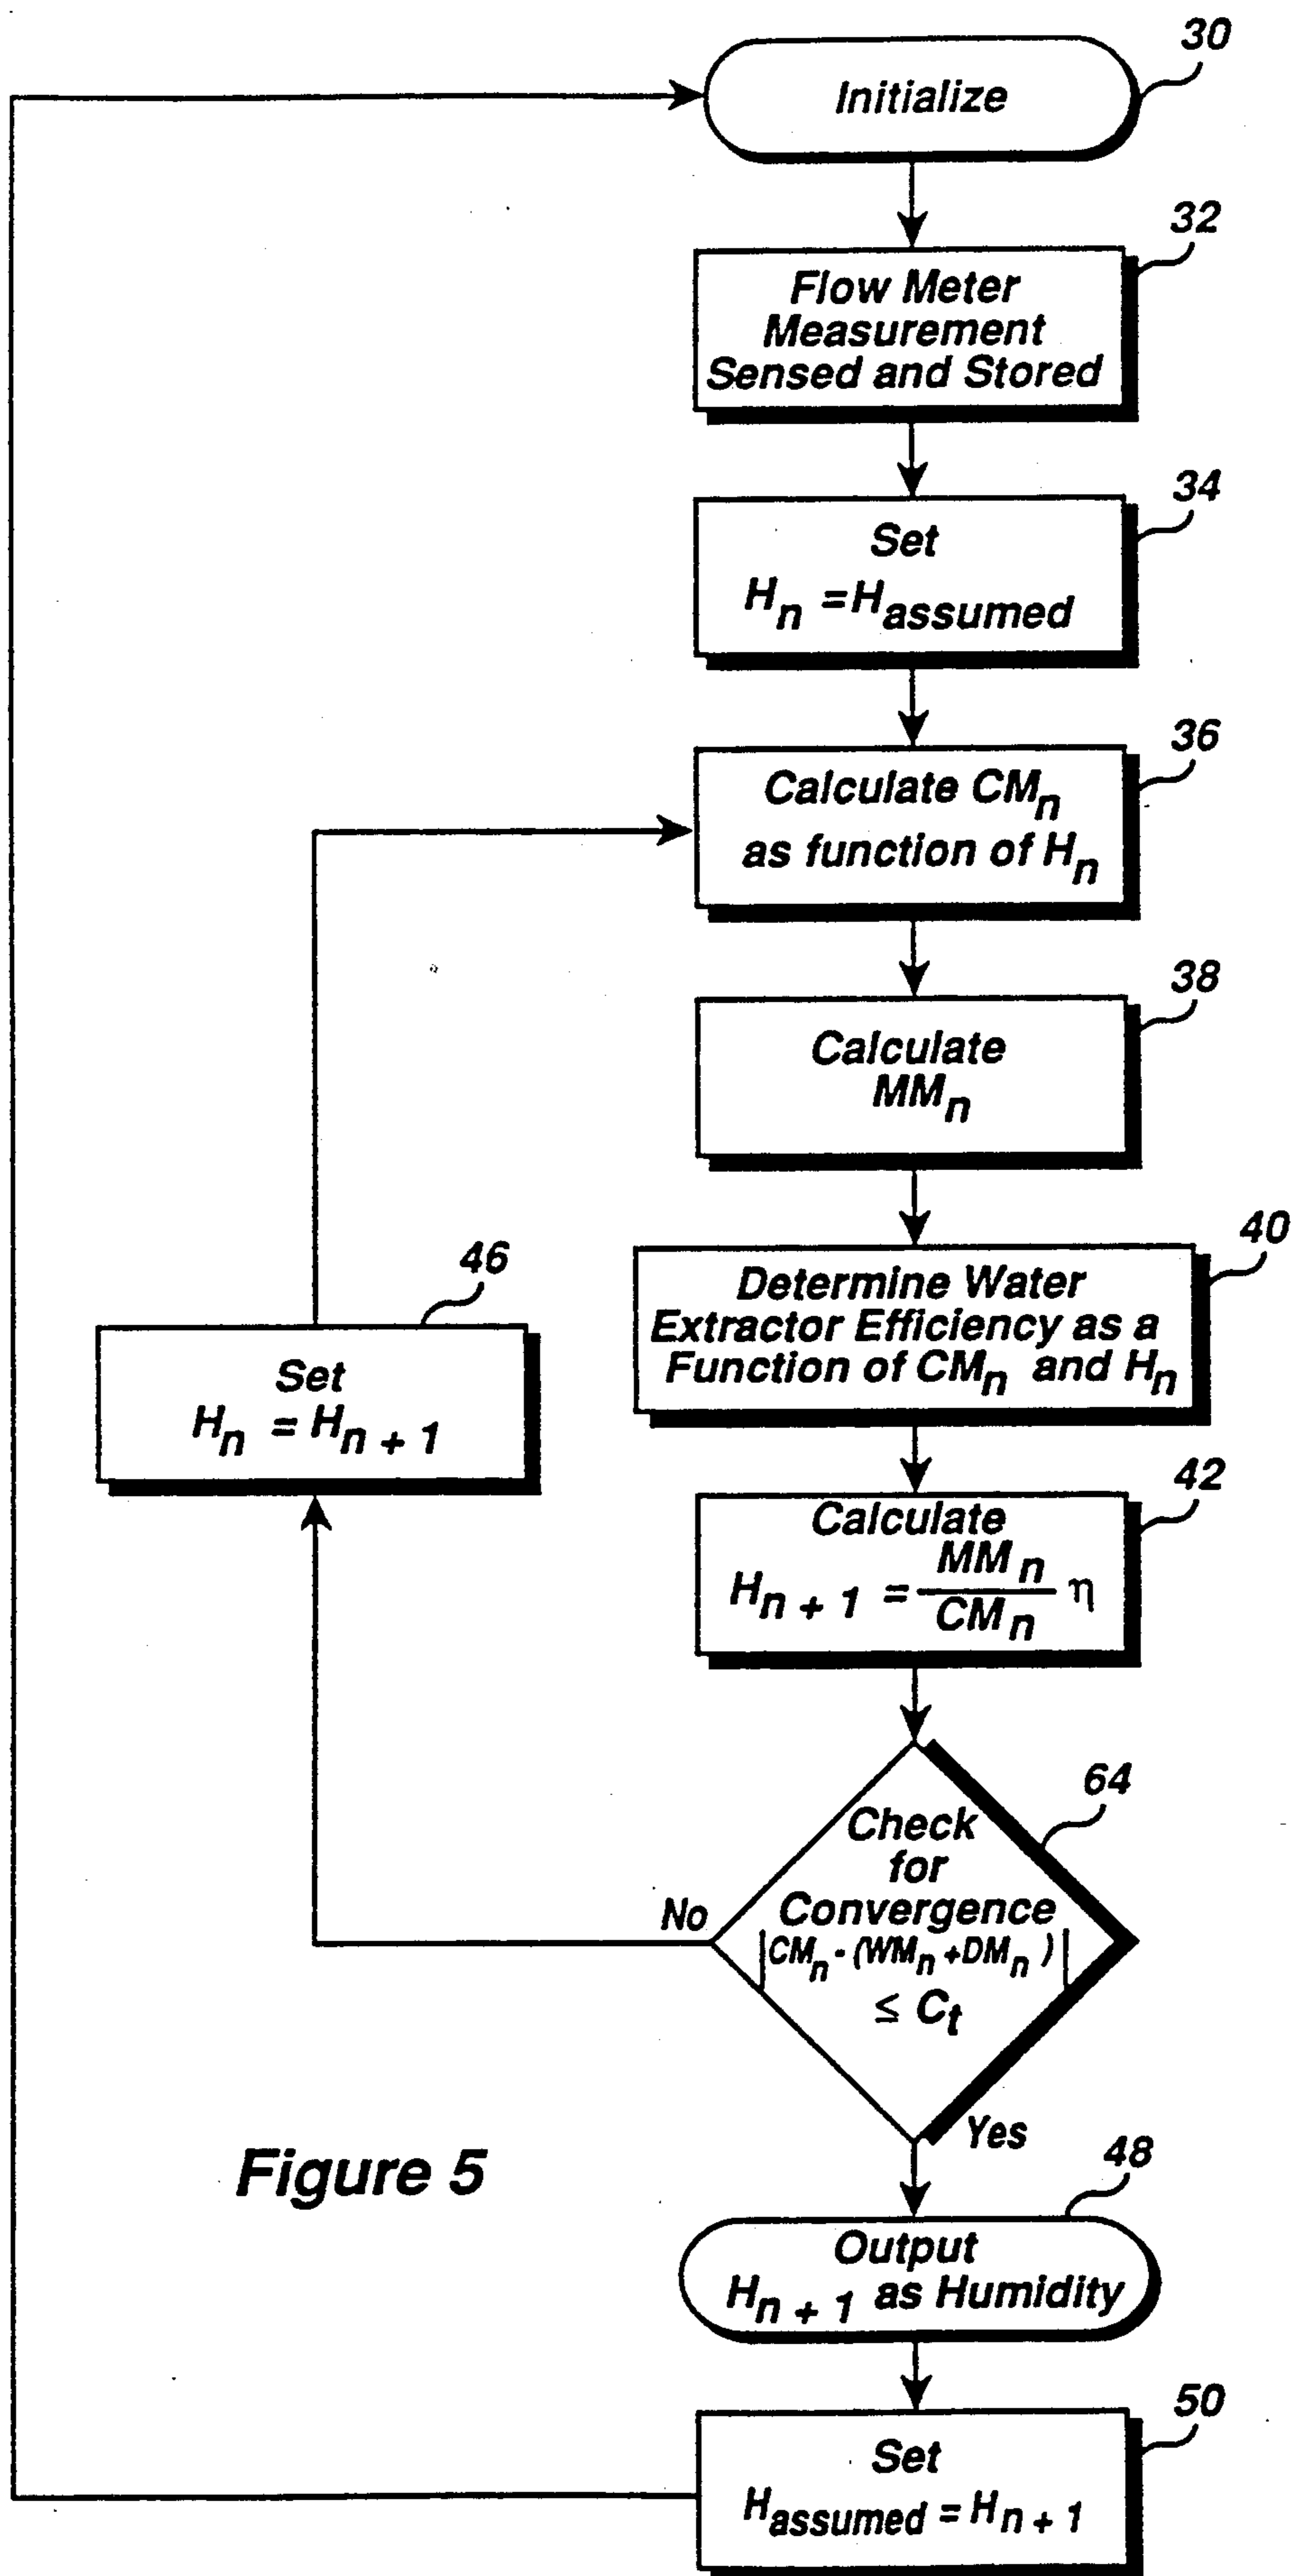 30
Initialize
32
Flow Meter
Measurement
Sensed and Stored
34
Set
Hn = Hassumed
36
Calculate CMn
as function of Hn
38
Calculate
MMn
40
Determine Water
Extractor Efficiency as a
Function of CMn and Hn
46
Set
Hn = Hn + 1
42
Calculate
Hn + 1 = MMn / CMn η
64
Check
for
Convergence
|CMn - (WMn + DMn)|
≤ Ct
No
Yes
Figure 5
48
Output
Hn + 1 as Humidity
50
Set
Hassumed = Hn + 1